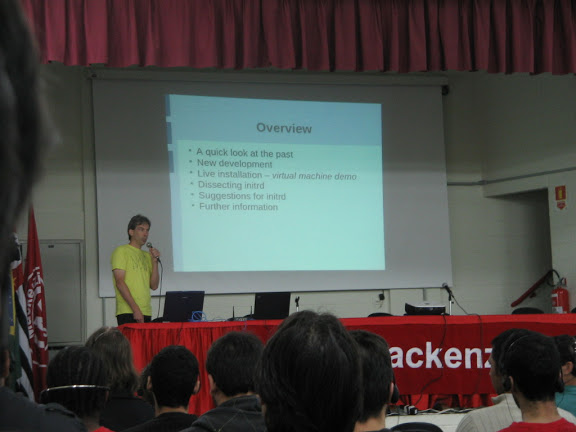 Overview
• A quick look at the past
• New development
• Live installation – virtual machine demo
• Dissecting initrd
• Suggestions for initrd
• Further information
ackenz